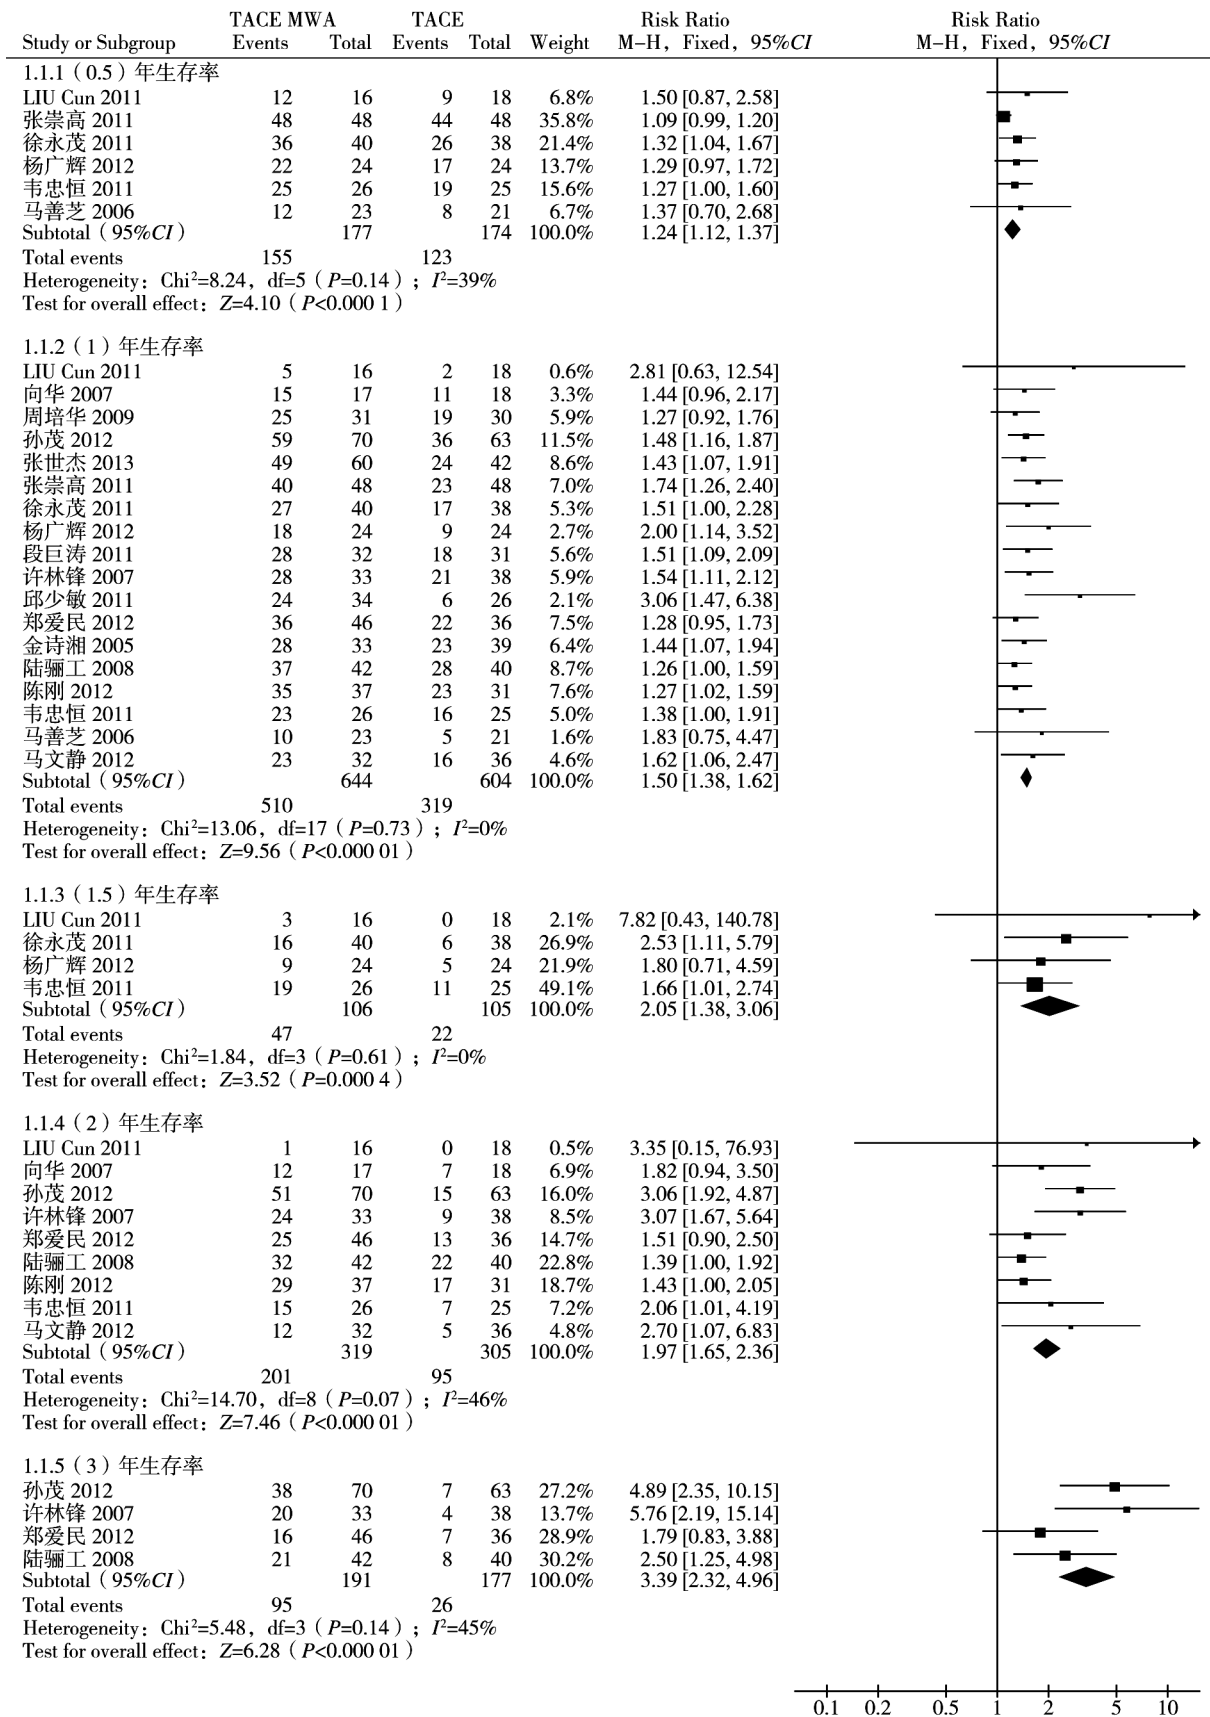 TACE MWA TACE Risk Ratio Risk Ratio
Study or Subgroup Events Total Events Total Weight M-H, Fixed, 95%CI M-H, Fixed, 95%CI
1.1.1（0.5）年生存率
LIU Cun 2011 12 16 9 18 6.8% 1.50 [0.87, 2.58]
张崇高 2011 48 48 44 48 35.8% 1.09 [0.99, 1.20]
徐永茂 2011 36 40 26 38 21.4% 1.32 [1.04, 1.67]
杨广辉 2012 22 24 17 24 13.7% 1.29 [0.97, 1.72]
韦忠恒 2011 25 26 19 25 15.6% 1.27 [1.00, 1.60]
马善芝 2006 12 23 8 21 6.7% 1.37 [0.70, 2.68]
Subtotal（95%CI） 177 174 100.0% 1.24 [1.12, 1.37]
Total events 155 123
Heterogeneity：Chi²=8.24，df=5（P=0.14）；I²=39%
Test for overall effect：Z=4.10（P<0.000 1）
1.1.2（1）年生存率
LIU Cun 2011 5 16 2 18 0.6% 2.81 [0.63, 12.54]
向华 2007 15 17 11 18 3.3% 1.44 [0.96, 2.17]
周培华 2009 25 31 19 30 5.9% 1.27 [0.92, 1.76]
孙茂 2012 59 70 36 63 11.5% 1.48 [1.16, 1.87]
张世杰 2013 49 60 24 42 8.6% 1.43 [1.07, 1.91]
张崇高 2011 40 48 23 48 7.0% 1.74 [1.26, 2.40]
徐永茂 2011 27 40 17 38 5.3% 1.51 [1.00, 2.28]
杨广辉 2012 18 24 9 24 2.7% 2.00 [1.14, 3.52]
段巨涛 2011 28 32 18 31 5.6% 1.51 [1.09, 2.09]
许林锋 2007 28 33 21 38 5.9% 1.54 [1.11, 2.12]
邱少敏 2011 24 34 6 26 2.1% 3.06 [1.47, 6.38]
郑爱民 2012 36 46 22 36 7.5% 1.28 [0.95, 1.73]
金诗湘 2005 28 33 23 39 6.4% 1.44 [1.07, 1.94]
陆骊工 2008 37 42 28 40 8.7% 1.26 [1.00, 1.59]
陈刚 2012 35 37 23 31 7.6% 1.27 [1.02, 1.59]
韦忠恒 2011 23 26 16 25 5.0% 1.38 [1.00, 1.91]
马善芝 2006 10 23 5 21 1.6% 1.83 [0.75, 4.47]
马文静 2012 23 32 16 36 4.6% 1.62 [1.06, 2.47]
Subtotal（95%CI） 644 604 100.0% 1.50 [1.38, 1.62]
Total events 510 319
Heterogeneity：Chi²=13.06，df=17（P=0.73）；I²=0%
Test for overall effect：Z=9.56（P<0.000 01）
1.1.3（1.5）年生存率
LIU Cun 2011 3 16 0 18 2.1% 7.82 [0.43, 140.78]
徐永茂 2011 16 40 6 38 26.9% 2.53 [1.11, 5.79]
杨广辉 2012 9 24 5 24 21.9% 1.80 [0.71, 4.59]
韦忠恒 2011 19 26 11 25 49.1% 1.66 [1.01, 2.74]
Subtotal（95%CI） 106 105 100.0% 2.05 [1.38, 3.06]
Total events 47 22
Heterogeneity：Chi²=1.84，df=3（P=0.61）；I²=0%
Test for overall effect：Z=3.52（P=0.000 4）
1.1.4（2）年生存率
LIU Cun 2011 1 16 0 18 0.5% 3.35 [0.15, 76.93]
向华 2007 12 17 7 18 6.9% 1.82 [0.94, 3.50]
孙茂 2012 51 70 15 63 16.0% 3.06 [1.92, 4.87]
许林锋 2007 24 33 9 38 8.5% 3.07 [1.67, 5.64]
郑爱民 2012 25 46 13 36 14.7% 1.51 [0.90, 2.50]
陆骊工 2008 32 42 22 40 22.8% 1.39 [1.00, 1.92]
陈刚 2012 29 37 17 31 18.7% 1.43 [1.00, 2.05]
韦忠恒 2011 15 26 7 25 7.2% 2.06 [1.01, 4.19]
马文静 2012 12 32 5 36 4.8% 2.70 [1.07, 6.83]
Subtotal（95%CI） 319 305 100.0% 1.97 [1.65, 2.36]
Total events 201 95
Heterogeneity：Chi²=14.70，df=8（P=0.07）；I²=46%
Test for overall effect：Z=7.46（P<0.000 01）
1.1.5（3）年生存率
孙茂 2012 38 70 7 63 27.2% 4.89 [2.35, 10.15]
许林锋 2007 20 33 4 38 13.7% 5.76 [2.19, 15.14]
郑爱民 2012 16 46 7 36 28.9% 1.79 [0.83, 3.88]
陆骊工 2008 21 42 8 40 30.2% 2.50 [1.25, 4.98]
Subtotal（95%CI） 191 177 100.0% 3.39 [2.32, 4.96]
Total events 95 26
Heterogeneity：Chi²=5.48，df=3（P=0.14）；I²=45%
Test for overall effect：Z=6.28（P<0.000 01）
0.1 0.2 0.5 1 2 5 10